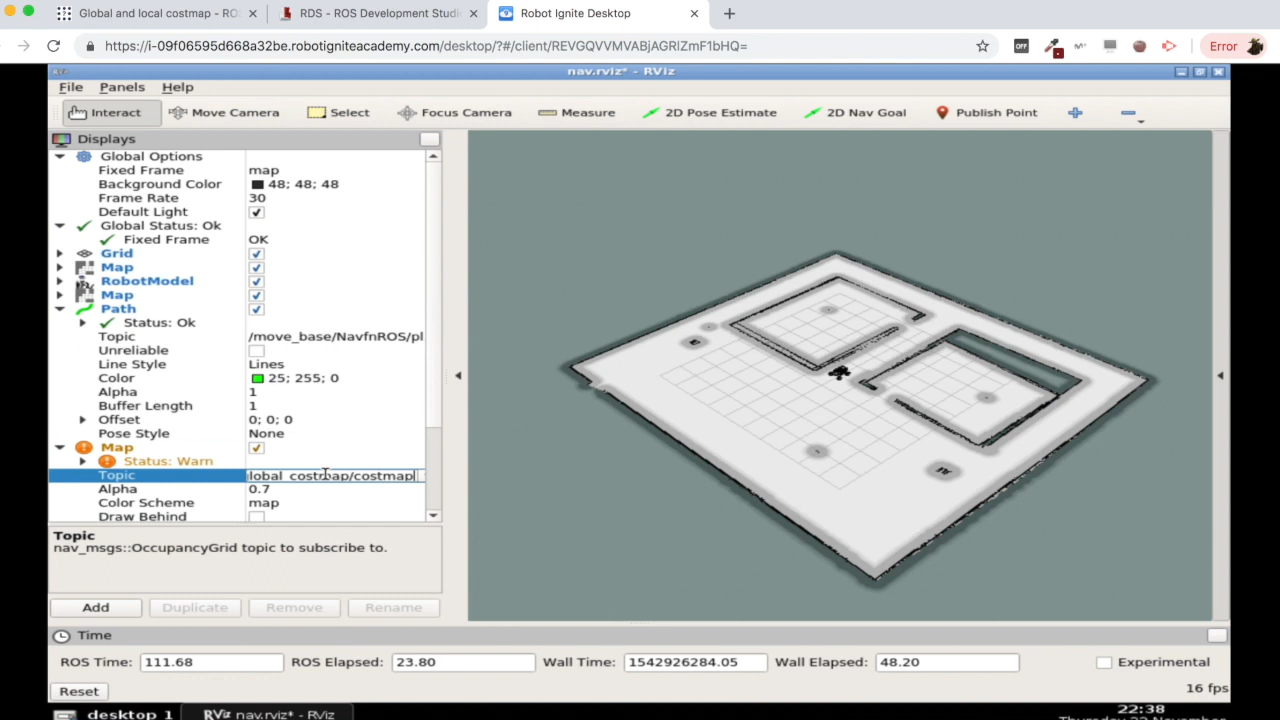 Global and local costmap - RO
RDS - ROS Development Studi
Robot Ignite Desktop
https://i-09f06595d668a32be.robotigniteacademy.com/desktop/?#/client/REVGQVVMVABjAGRlZmF1bHQ=
OFF
Error
nav.rviz* - RViz
File Panels Help
Interact Move Camera Select Focus Camera Measure 2D Pose Estimate 2D Nav Goal Publish Point
Displays
Global Options
Fixed Frame map
Background Color 48; 48; 48
Frame Rate 30
Default Light
Global Status: Ok
Fixed Frame OK
Grid
Map
RobotModel
Map
Path
Status: Ok
Topic /move_base/NavfnROS/pl
Unreliable
Line Style Lines
Color 25; 255; 0
Alpha 1
Buffer Length 1
Offset 0; 0; 0
Pose Style None
Map
Status: Warn
Topic lobal_costmap/costmap
Alpha 0.7
Color Scheme map
Draw Behind
Topic
nav_msgs::OccupancyGrid topic to subscribe to.
Add Duplicate Remove Rename
Time
ROS Time: 111.68 ROS Elapsed: 23.80 Wall Time: 1542926284.05 Wall Elapsed: 48.20 Experimental
Reset 16 fps
desktop 1 RViz nav.rviz* - RViz 22:38